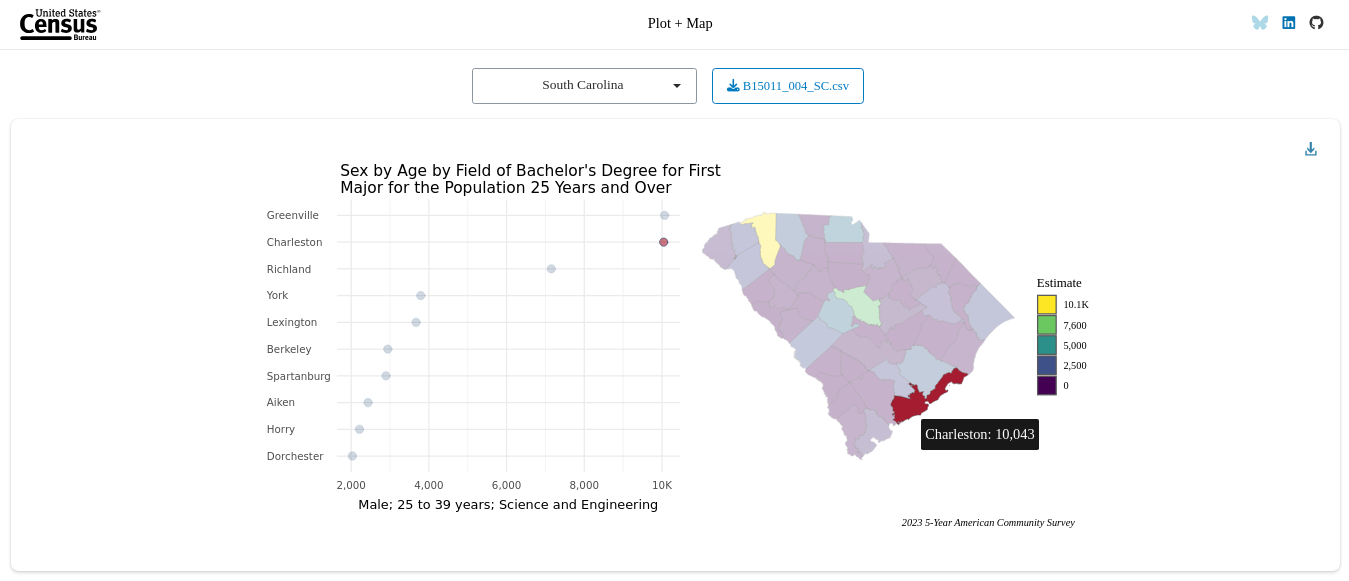 United States®
Census
Bureau
Plot + Map
South Carolina
B15011_004_SC.csv
Sex by Age by Field of Bachelor's Degree for First
Major for the Population 25 Years and Over
Greenville
Charleston
Richland
York
Lexington
Berkeley
Spartanburg
Aiken
Horry
Dorchester
2,000 4,000 6,000 8,000 10K
Male; 25 to 39 years; Science and Engineering
Estimate
10.1K
7,600
5,000
2,500
0
Charleston: 10,043
2023 5-Year American Community Survey